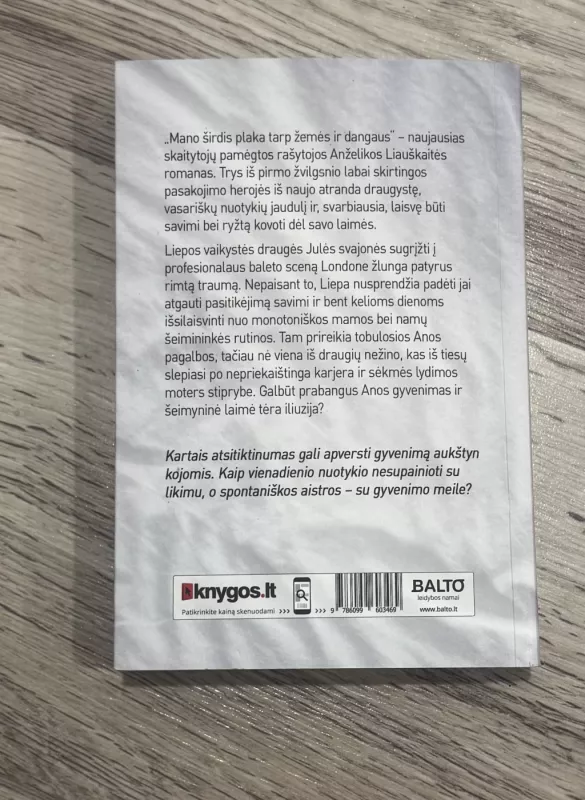 „Mano širdis plaka tarp žemės ir dangaus“ – naujausias
skaitytojų pamėgtos rašytojos Anželikos Liauškaitės
romanas. Trys iš pirmo žvilgsnio labai skirtingos
pasakojimo herojės iš naujo atranda draugystę,
vasariškų nuotykių jaudulį ir, svarbiausia, laisvę būti
savimi bei ryžtą kovoti dėl savo laimės.
Liepos vaikystės draugės Julės svajonės sugrįžti į
profesionalaus baleto sceną Londone žlunga patyrus
rimtą traumą. Nepaisant to, Liepa nusprendžia padėti jai
atgauti pasitikėjimą savimi ir bent kelioms dienoms
išsilaisvinti nuo monotoniškos mamos bei namų
šeimininkės rutinos. Tam prireikia tobulosios Anos
pagalbos, tačiau nė viena iš draugių nežino, kas iš tiesų
slepiasi po nepriekaištinga karjera ir sėkmės lydimos
moters stiprybe. Galbūt prabangus Anos gyvenimas ir
šeimyninė laimė tėra iliuzija?
Kartais atsitiktinumas gali apversti gyvenimą aukštyn
kojomis. Kaip vienadienio nuotykio nesupainioti su
likimu, o spontaniškos aistros – su gyvenimo meile?
knygos.lt
Patikrinkite kainą skenuodami >>> >>>
9 786099 603469
BALTO
leidybos namai
www.balto.lt